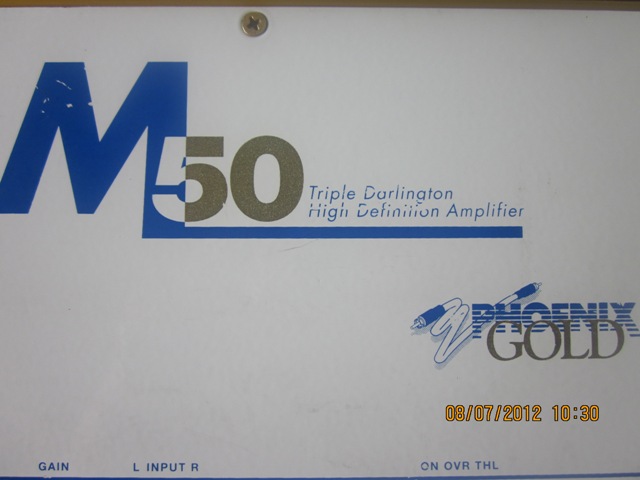 M50
Triple Darlington
High Definition Amplifier
PHOENIX
GOLD
08/07/2012 10:30
GAIN L INPUT R ON OVR THL